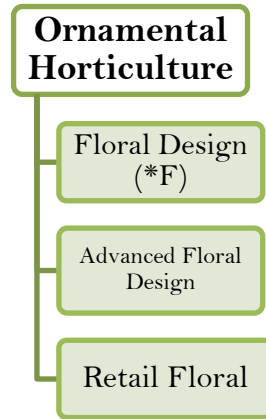 Ornamental
Horticulture
Floral Design
(*F)
Advanced Floral
Design
Retail Floral